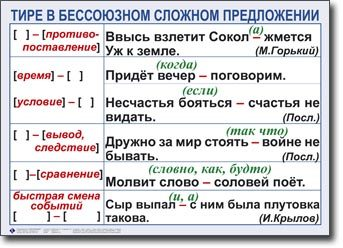 ТИРЕ В БЕССОЮЗНОМ СЛОЖНОМ ПРЕДЛОЖЕНИИ
[ ] – [противо-
поставление]
(а)
Ввысь взлетит Сокол – жмется
Уж к земле. (М.Горький)
[время] – [ ]
(когда)
Придёт вечер – поговорим.
[условие] – [ ]
(если)
Несчастья бояться – счастья не
видать. (Посл.)
[ ] – [вывод,
следствие]
(так что)
Дружно за мир стоять – войне не
бывать. (Посл.)
[ ]–[сравнение]
(словно, как, будто)
Молвит слово – соловей поёт.
быстрая смена
событий
[ ] – [ ]
(и, а)
Сыр выпал – с ним была плутовка
такова. (И.Крылов)